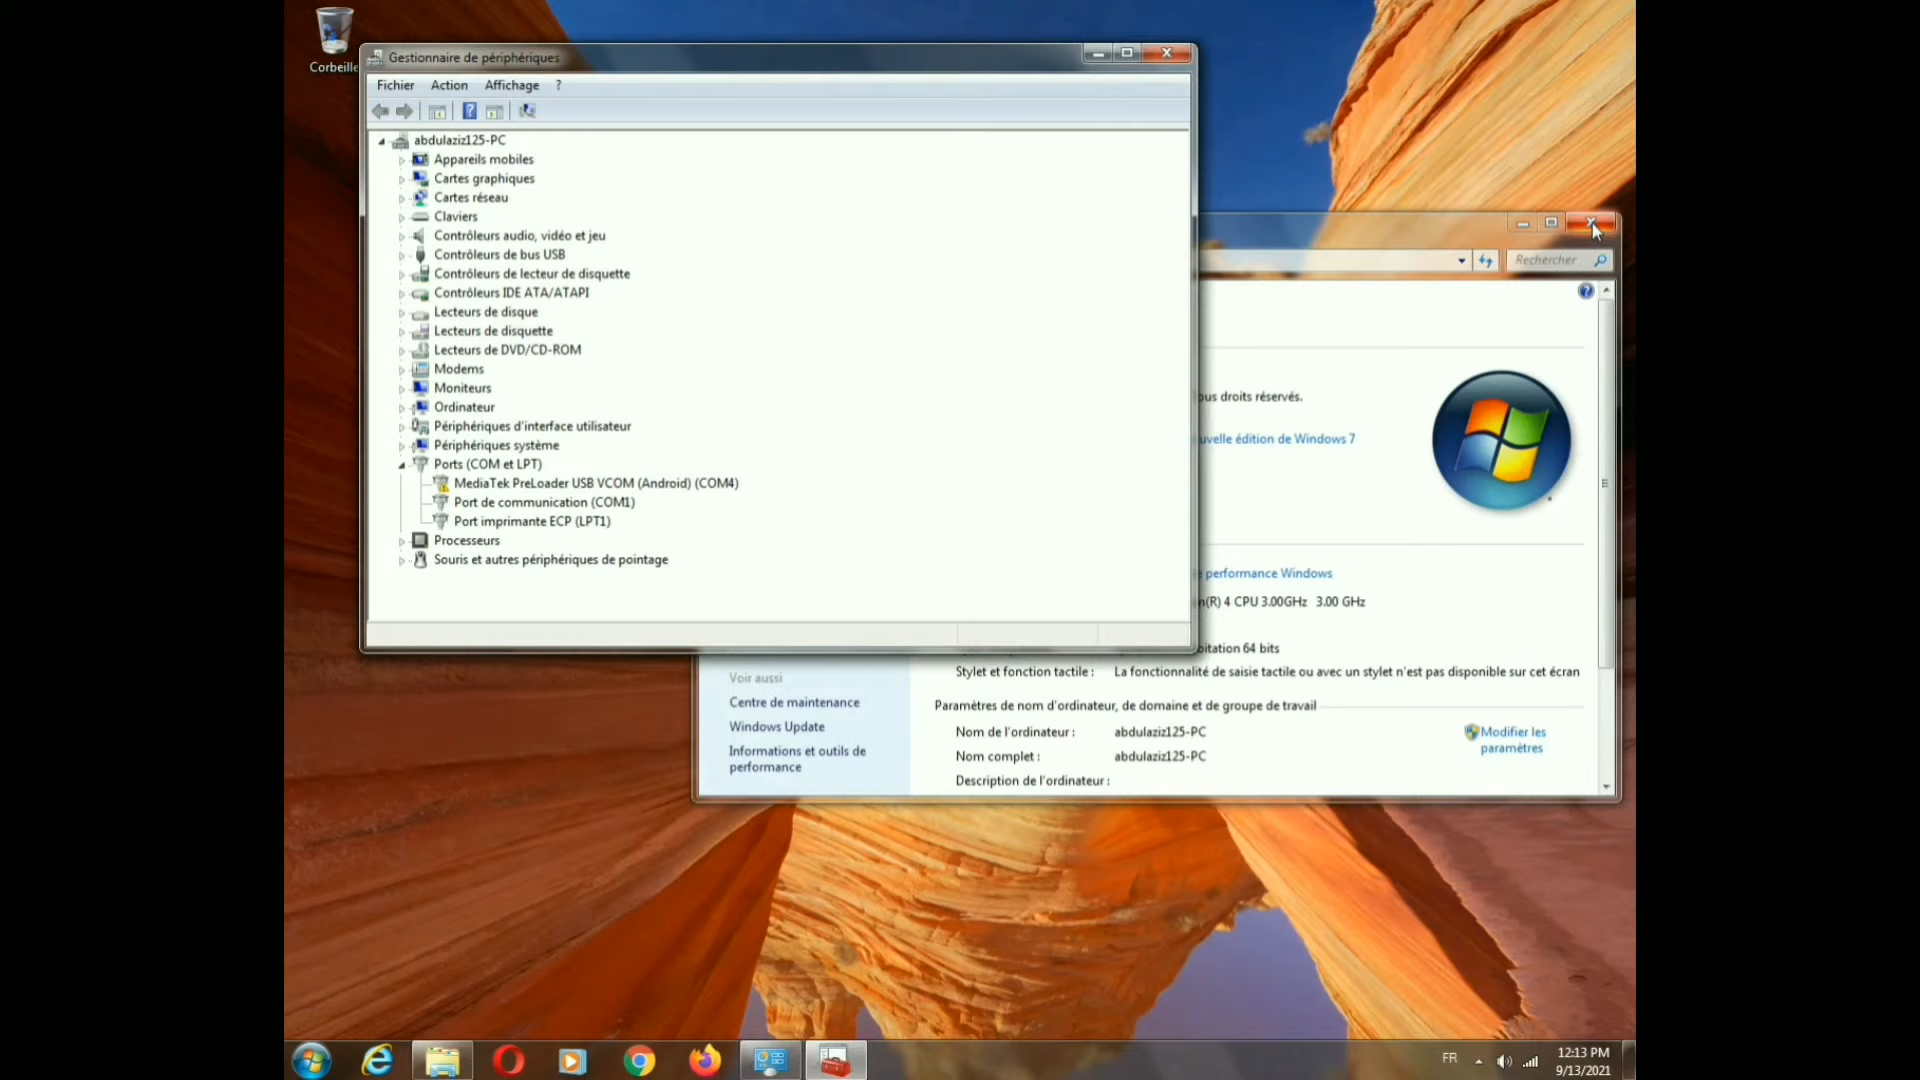 Corbeille
Gestionnaire de périphériques
Fichier Action Affichage ?
abdulaziz125-PC
Appareils mobiles
Cartes graphiques
Cartes réseau
Claviers
Contrôleurs audio, vidéo et jeu
Contrôleurs de bus USB
Contrôleurs de lecteur de disquette
Contrôleurs IDE ATA/ATAPI
Lecteurs de disque
Lecteurs de disquette
Lecteurs de DVD/CD-ROM
Modems
Moniteurs
Ordinateur
Périphériques d'interface utilisateur
Périphériques système
Ports (COM et LPT)
MediaTek PreLoader USB VCOM (Android) (COM4)
Port de communication (COM1)
Port imprimante ECP (LPT1)
Processeurs
Souris et autres périphériques de pointage
Rechercher
ous droits réservés.
uvelle édition de Windows 7
performance Windows
n(R) 4 CPU 3.00GHz 3.00 GHz
oitation 64 bits
Stylet et fonction tactile : La fonctionnalité de saisie tactile ou avec un stylet n'est pas disponible sur cet écran
Paramètres de nom d'ordinateur, de domaine et de groupe de travail
Nom de l'ordinateur : abdulaziz125-PC
Nom complet : abdulaziz125-PC
Description de l'ordinateur :
Modifier les
paramètres
Voir aussi
Centre de maintenance
Windows Update
Informations et outils de
performance
FR
12:13 PM
9/13/2021